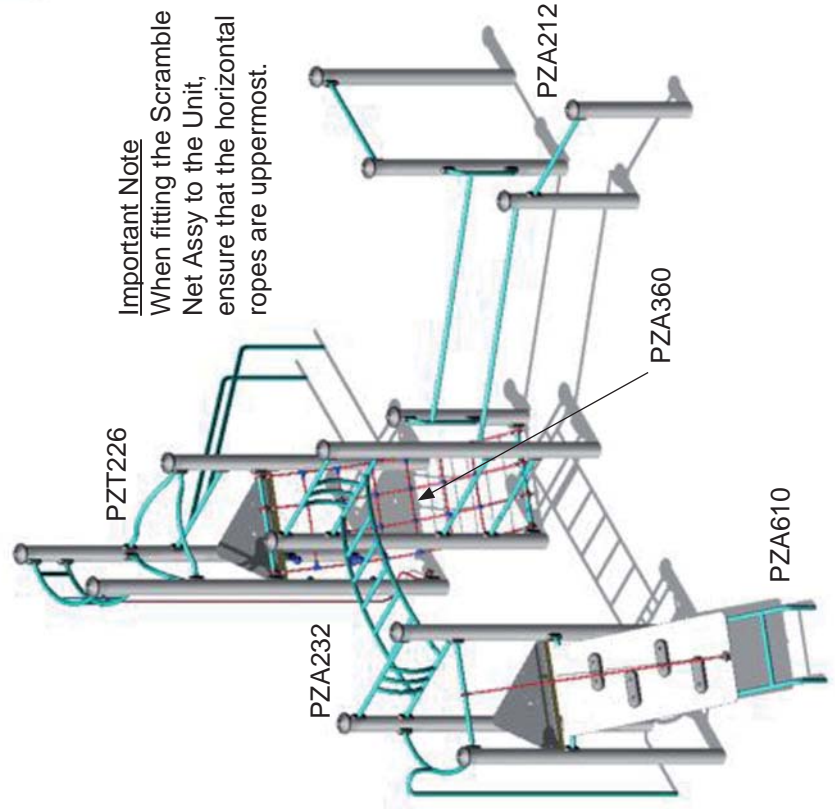 Important Note
When fitting the Scramble
Net Assy to the Unit,
ensure that the horizontal
ropes are uppermost.
PZT226
PZA232
PZA212
PZA360
PZA610